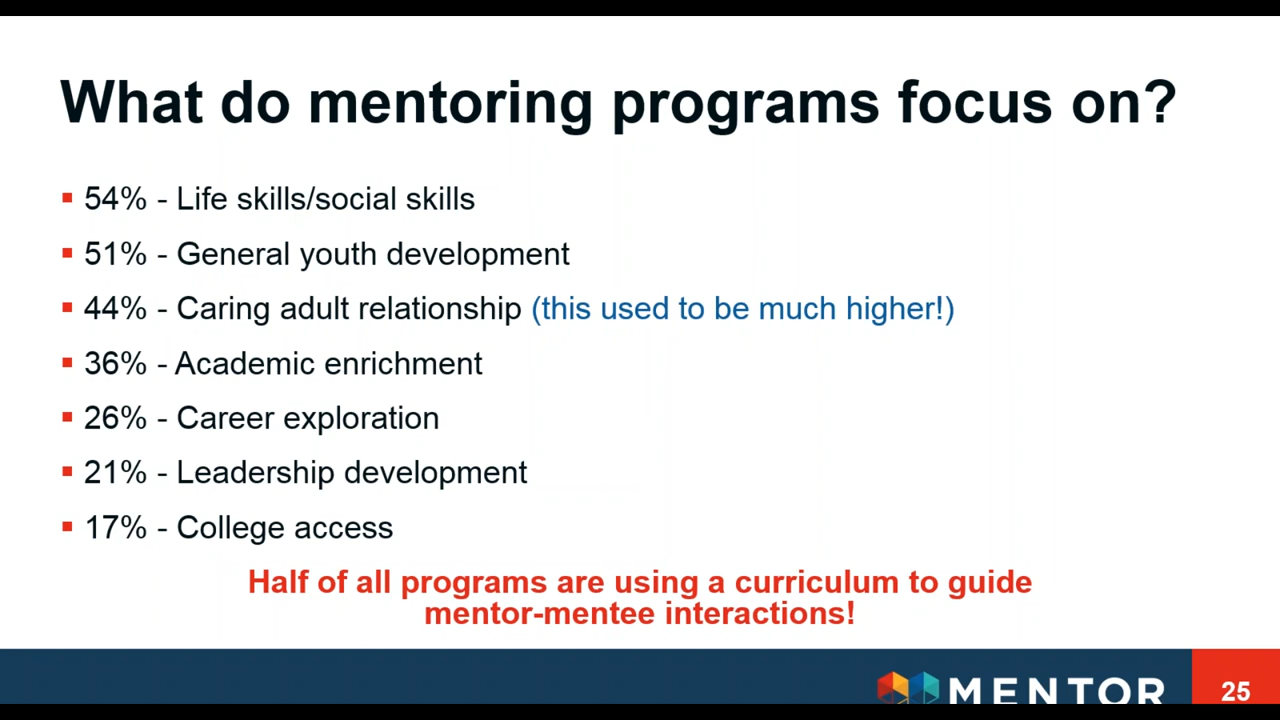 What do mentoring programs focus on?
54% - Life skills/social skills
51% - General youth development
44% - Caring adult relationship (this used to be much higher!)
36% - Academic enrichment
26% - Career exploration
21% - Leadership development
17% - College access
Half of all programs are using a curriculum to guide
mentor-mentee interactions!
MENTOR
25